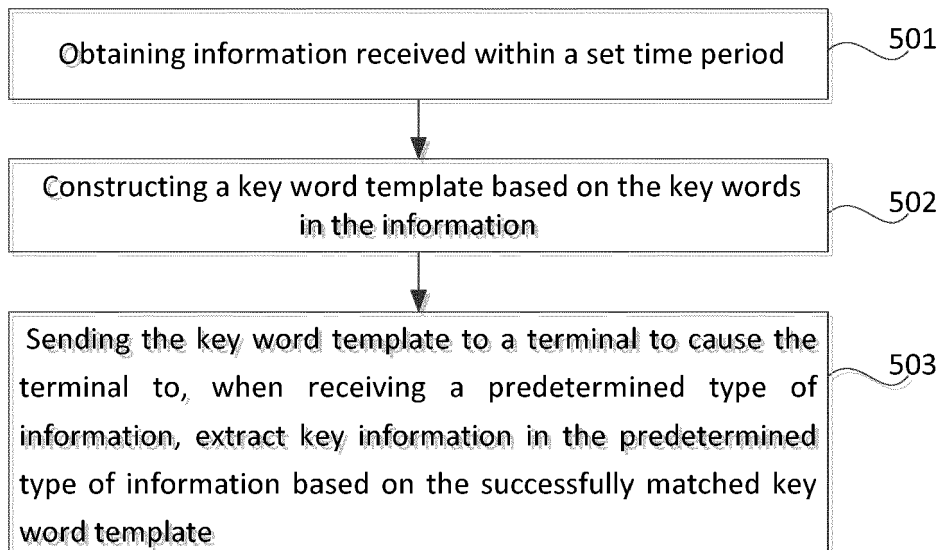 Obtaining information received within a set time period
501
Constructing a key word template based on the key words
in the information
502
Sending the key word template to a terminal to cause the
terminal to, when receiving a predetermined type of
information, extract key information in the predetermined
type of information based on the successfully matched key
word template
503